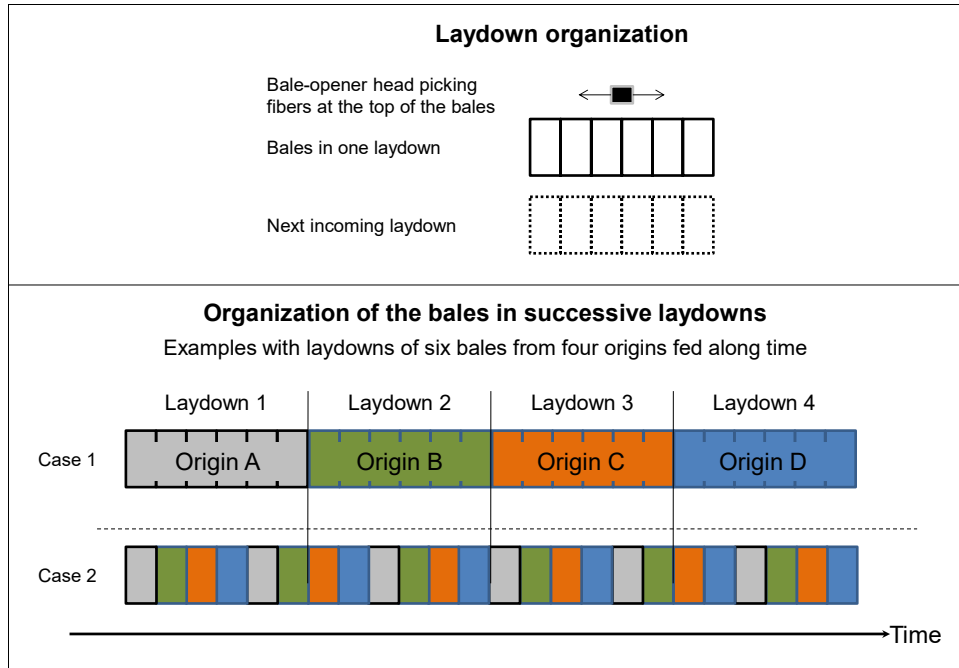 Laydown organization
Bale-opener head picking
fibers at the top of the bales
Bales in one laydown
Next incoming laydown
Organization of the bales in successive laydowns
Examples with laydowns of six bales from four origins fed along time
Laydown 1
Laydown 2
Laydown 3
Laydown 4
Case 1
Origin A
Origin B
Origin C
Origin D
Case 2
Time